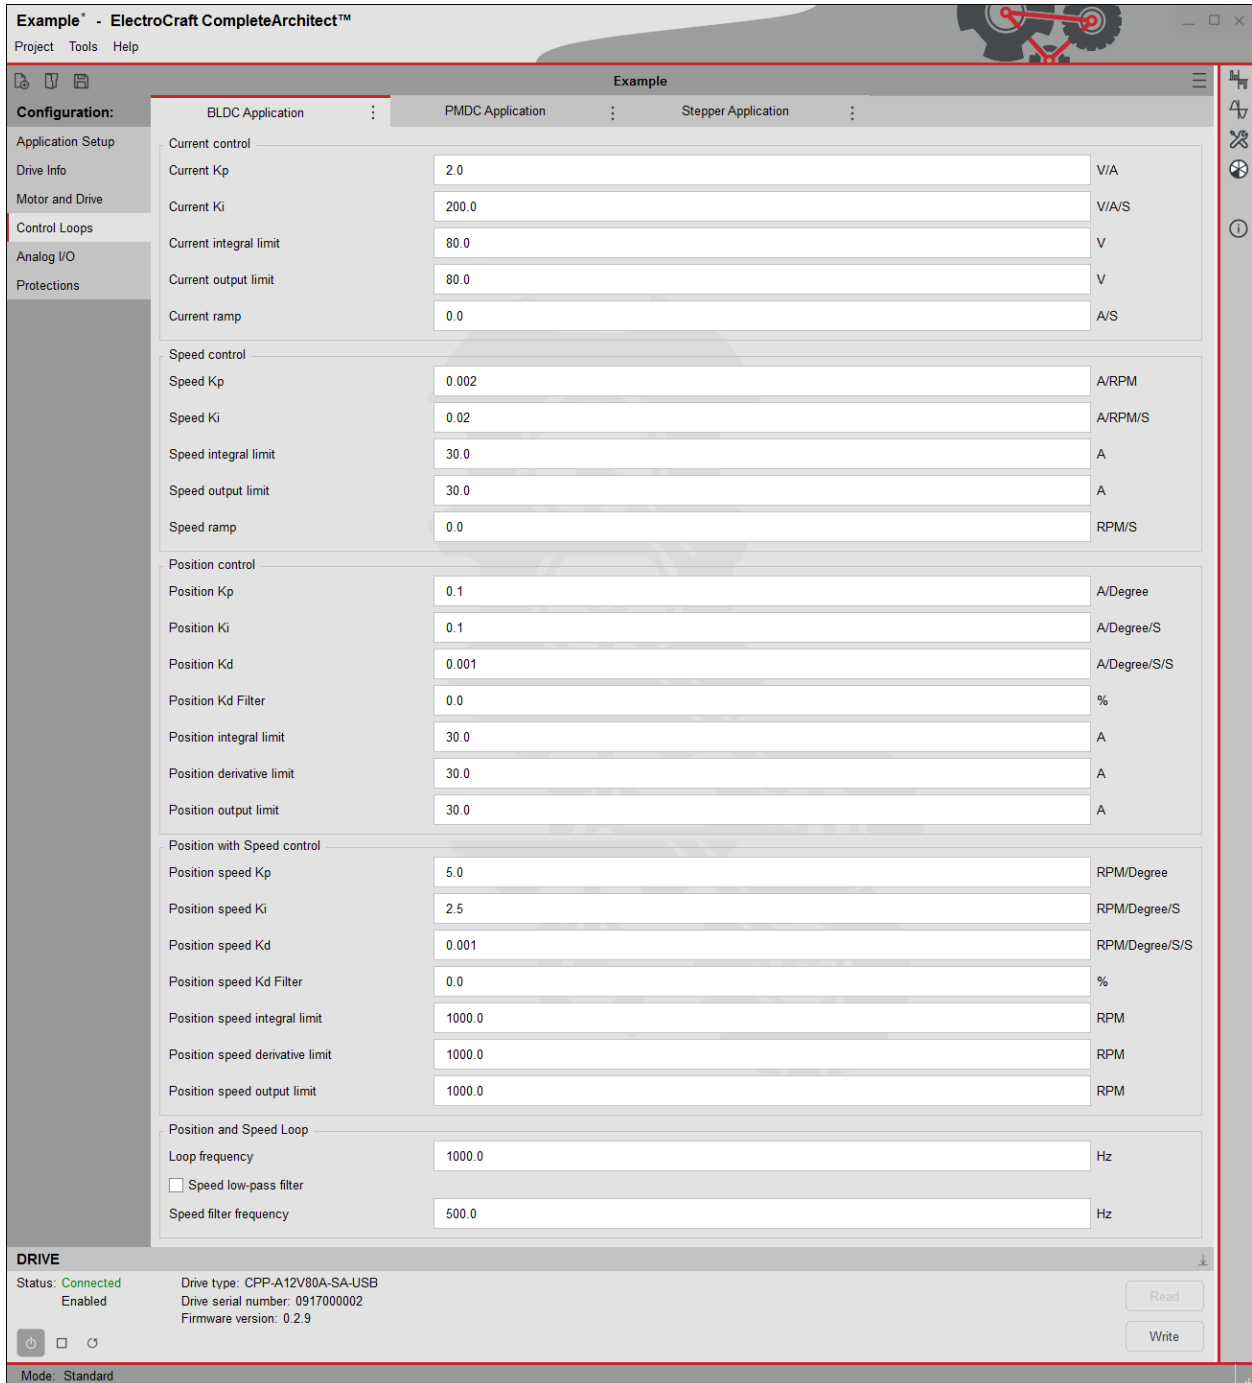 Example* - ElectroCraft CompleteArchitect™
Project Tools Help
Example
Configuration:
BLDC Application
PMDC Application
Stepper Application
Application Setup
Drive Info
Motor and Drive
Control Loops
Analog I/O
Protections
Current control
Current Kp 2.0 V/A
Current Ki 200.0 V/A/S
Current integral limit 80.0 V
Current output limit 80.0 V
Current ramp 0.0 A/S
Speed control
Speed Kp 0.002 A/RPM
Speed Ki 0.02 A/RPM/S
Speed integral limit 30.0 A
Speed output limit 30.0 A
Speed ramp 0.0 RPM/S
Position control
Position Kp 0.1 A/Degree
Position Ki 0.1 A/Degree/S
Position Kd 0.001 A/Degree/S/S
Position Kd Filter 0.0 %
Position integral limit 30.0 A
Position derivative limit 30.0 A
Position output limit 30.0 A
Position with Speed control
Position speed Kp 5.0 RPM/Degree
Position speed Ki 2.5 RPM/Degree/S
Position speed Kd 0.001 RPM/Degree/S/S
Position speed Kd Filter 0.0 %
Position speed integral limit 1000.0 RPM
Position speed derivative limit 1000.0 RPM
Position speed output limit 1000.0 RPM
Position and Speed Loop
Loop frequency 1000.0 Hz
Speed low-pass filter
Speed filter frequency 500.0 Hz
DRIVE
Status: Connected
Enabled
Drive type: CPP-A12V80A-SA-USB
Drive serial number: 0917000002
Firmware version: 0.2.9
Read
Write
Mode: Standard